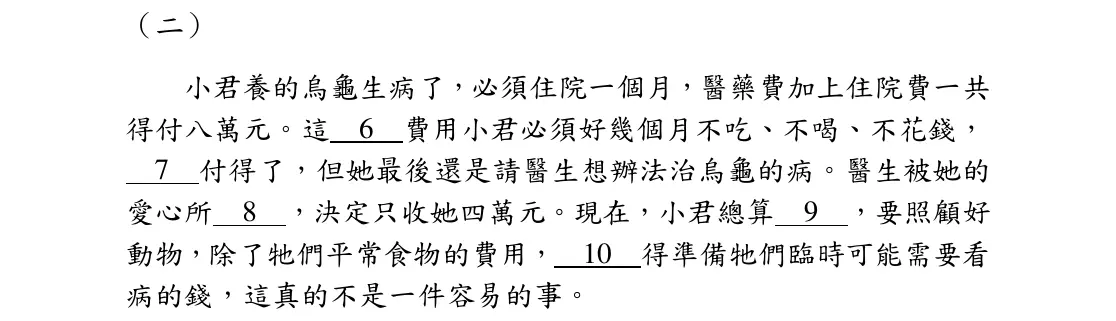 （二）
小君養的烏龜生病了，必須住院一個月，醫藥費加上住院費一共
得付八萬元。這 6 費用小君必須好幾個月不吃、不喝、不花錢，
7 付得了，但她最後還是請醫生想辦法治烏龜的病。醫生被她的
愛心所 8 ，決定只收她四萬元。現在，小君總算 9 ，要照顧好
動物，除了牠們平常食物的費用， 10 得準備牠們臨時可能需要看
病的錢，這真的不是一件容易的事。